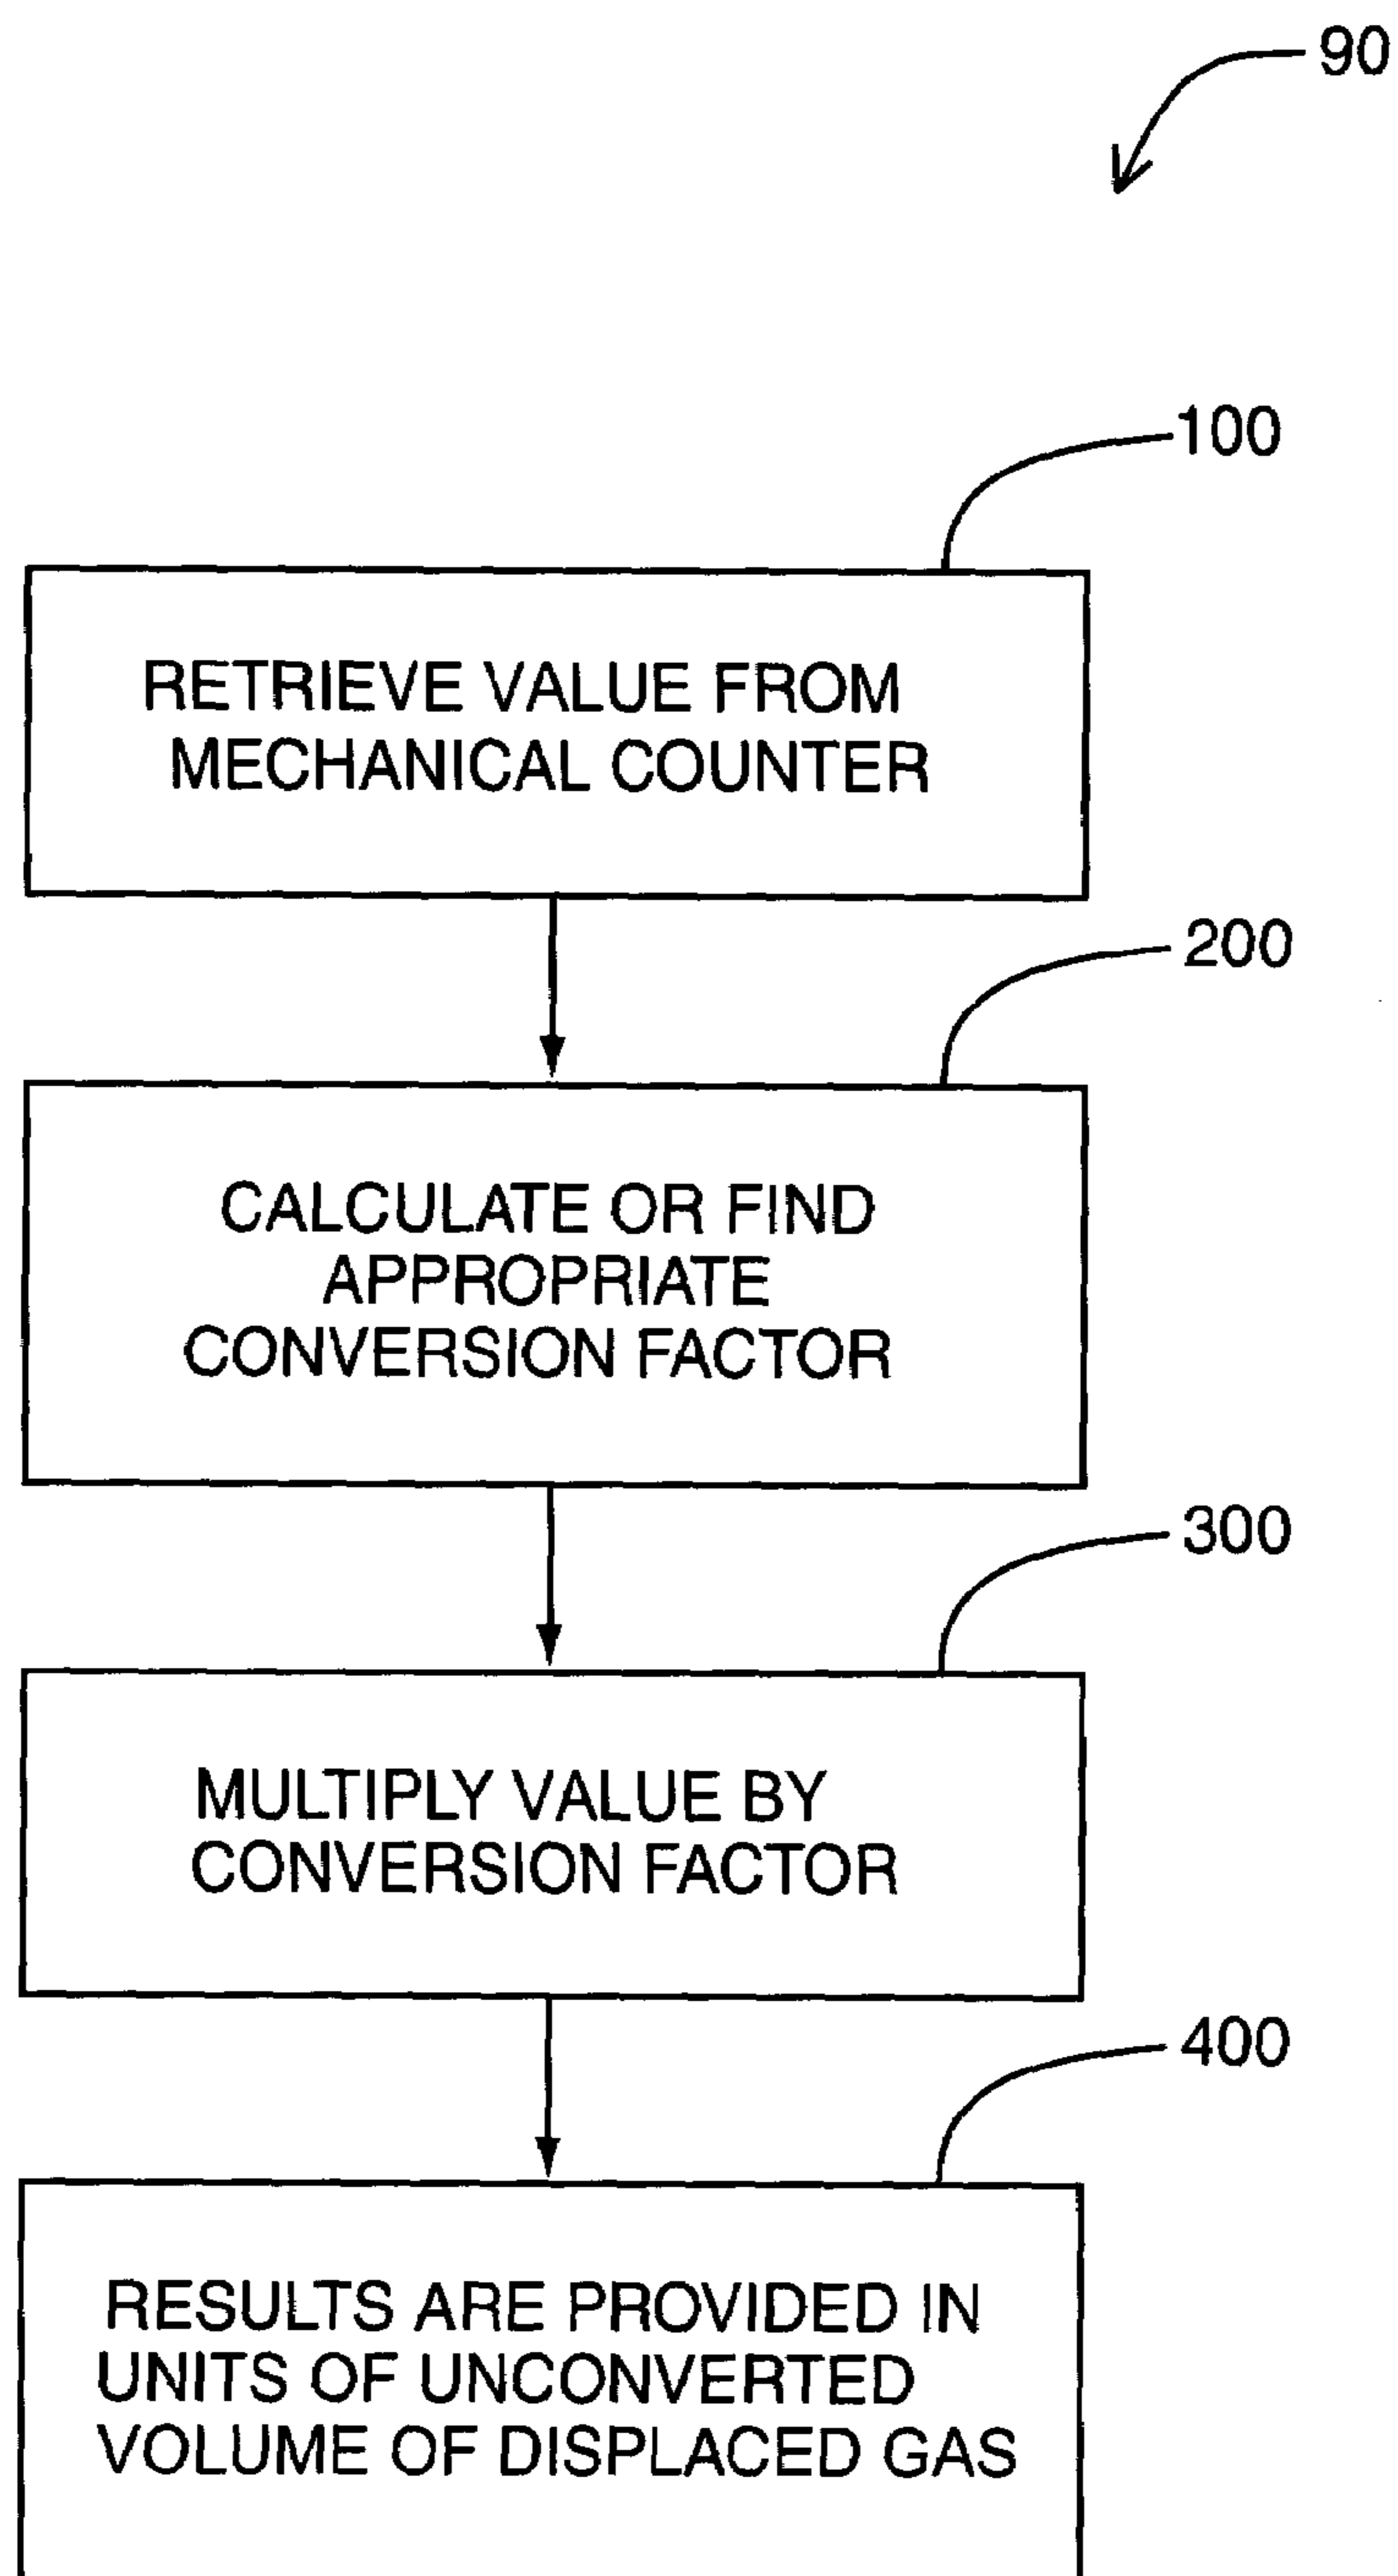 90
100
RETRIEVE VALUE FROM
MECHANICAL COUNTER
200
CALCULATE OR FIND
APPROPRIATE
CONVERSION FACTOR
300
MULTIPLY VALUE BY
CONVERSION FACTOR
400
RESULTS ARE PROVIDED IN
UNITS OF UNCONVERTED
VOLUME OF DISPLACED GAS